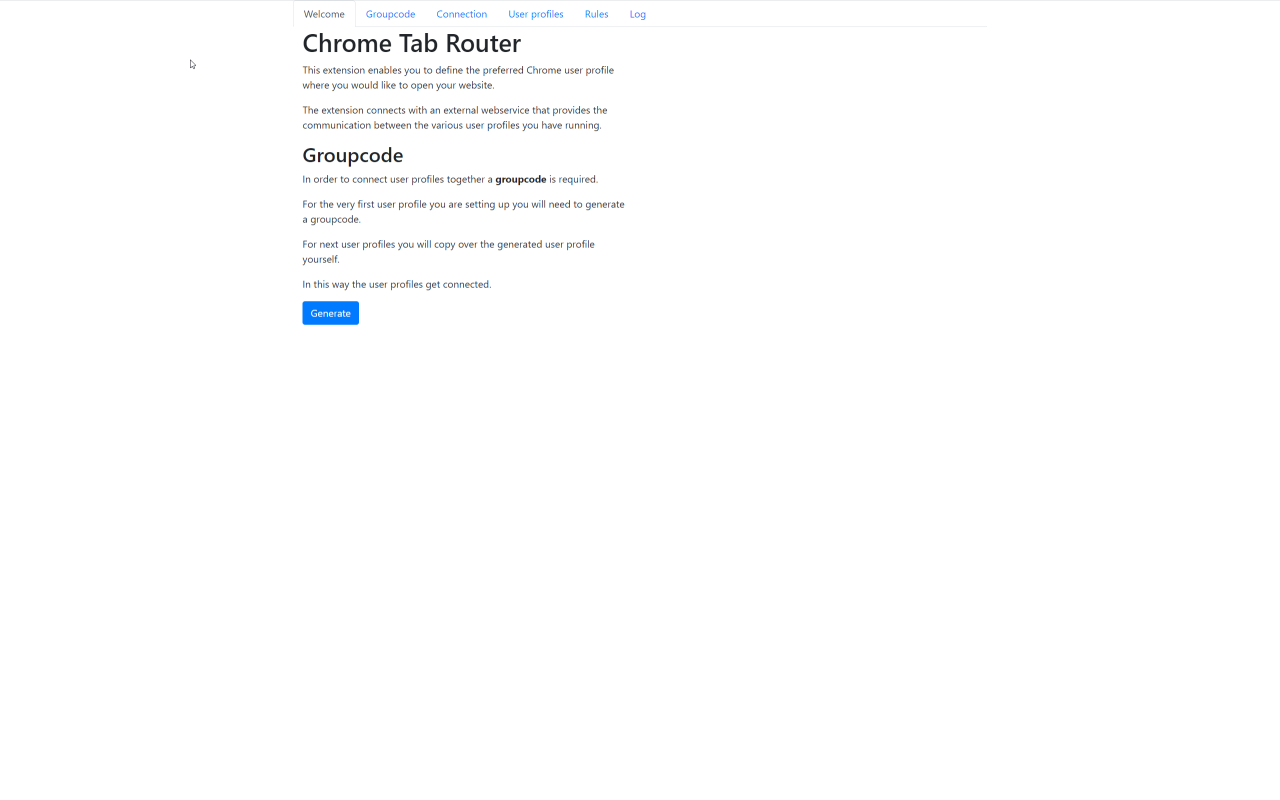 Welcome Groupcode Connection User profiles Rules Log
Chrome Tab Router
This extension enables you to define the preferred Chrome user profile
where you would like to open your website.
The extension connects with an external webservice that provides the
communication between the various user profiles you have running.
Groupcode
In order to connect user profiles together a groupcode is required.
For the very first user profile you are setting up you will need to generate
a groupcode.
For next user profiles you will copy over the generated user profile
yourself.
In this way the user profiles get connected.
Generate